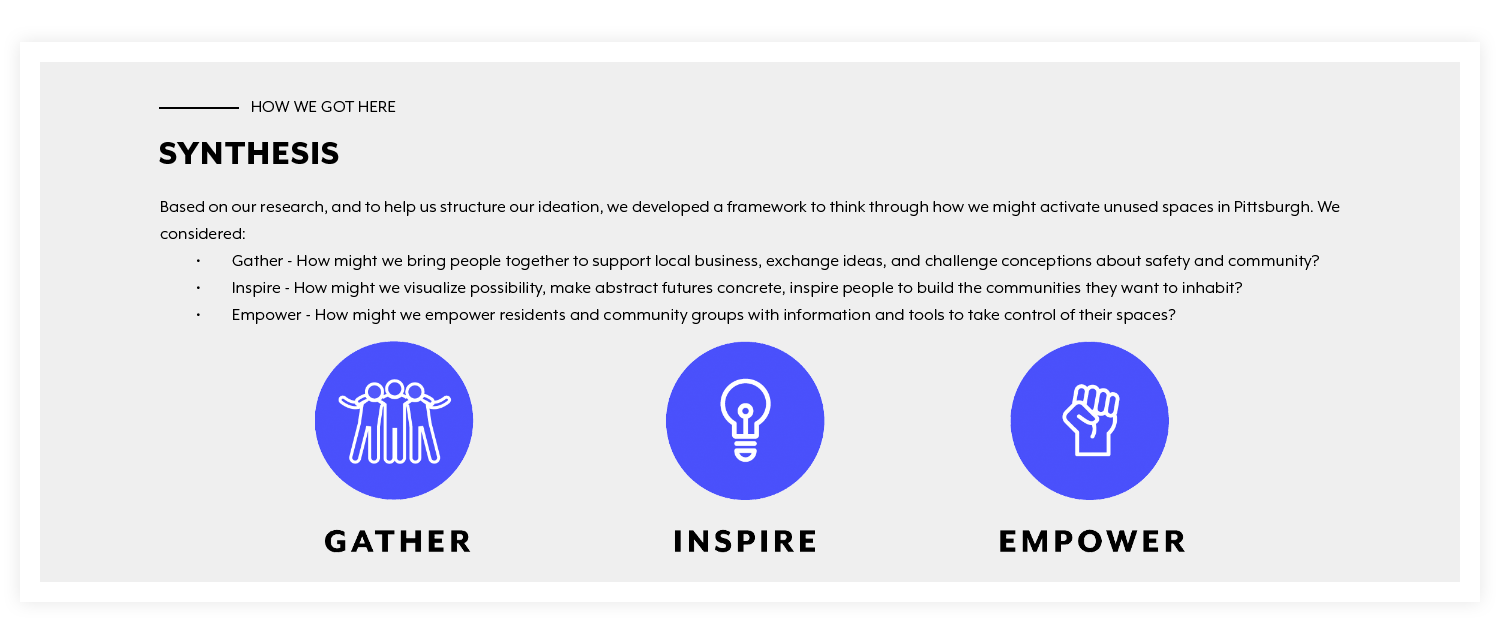 HOW WE GOT HERE
SYNTHESIS
Based on our research, and to help us structure our ideation, we developed a framework to think through how we might activate unused spaces in Pittsburgh. We
considered:
• Gather - How might we bring people together to support local business, exchange ideas, and challenge conceptions about safety and community?
• Inspire - How might we visualize possibility, make abstract futures concrete, inspire people to build the communities they want to inhabit?
• Empower - How might we empower residents and community groups with information and tools to take control of their spaces?
GATHER INSPIRE EMPOWER